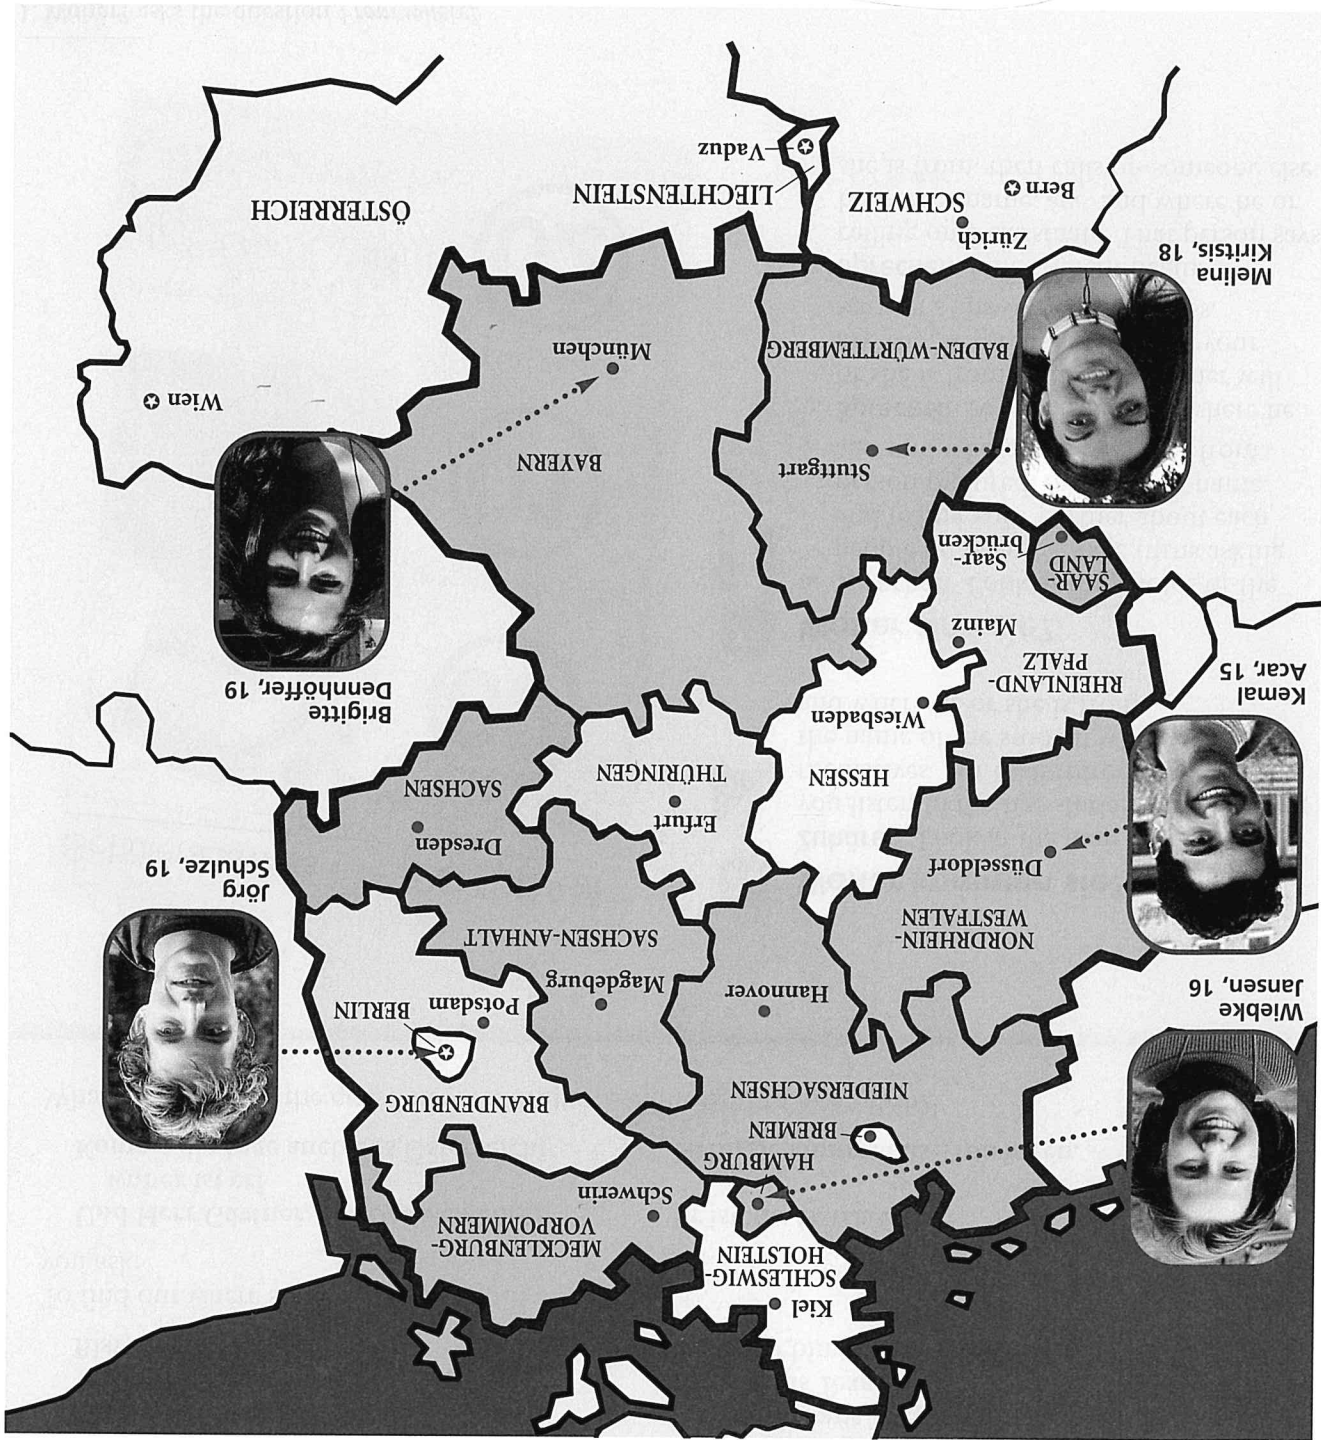 Wiebke
Jansen, 16
Kiel
SCHLESWIG-
HOLSTEIN
MECKLENBURG-
VORPOMMERN
Schwerin
HAMBURG
BREMEN
NIEDERSACHSEN
BRANDENBURG
BERLIN
Potsdam
Hannover
Magdeburg
SACHSEN-ANHALT
Jörg
Schulze, 19
Kemal
Acar, 15
NORDRHEIN-
WESTFALEN
Düsseldorf
HESSEN
Wiesbaden
Erfurt
THÜRINGEN
Dresden
SACHSEN
Brigitte
Dennhöffer, 19
RHEINLAND-
PFALZ
Mainz
SAAR-
LAND
Saar-
brücken
Melina
Kiritsis, 18
Stuttgart
BADEN-WÜRTTEMBERG
BAYERN
München
Wien
ÖSTERREICH
Zürich
SCHWEIZ
Bern
LIECHTENSTEIN
Vaduz